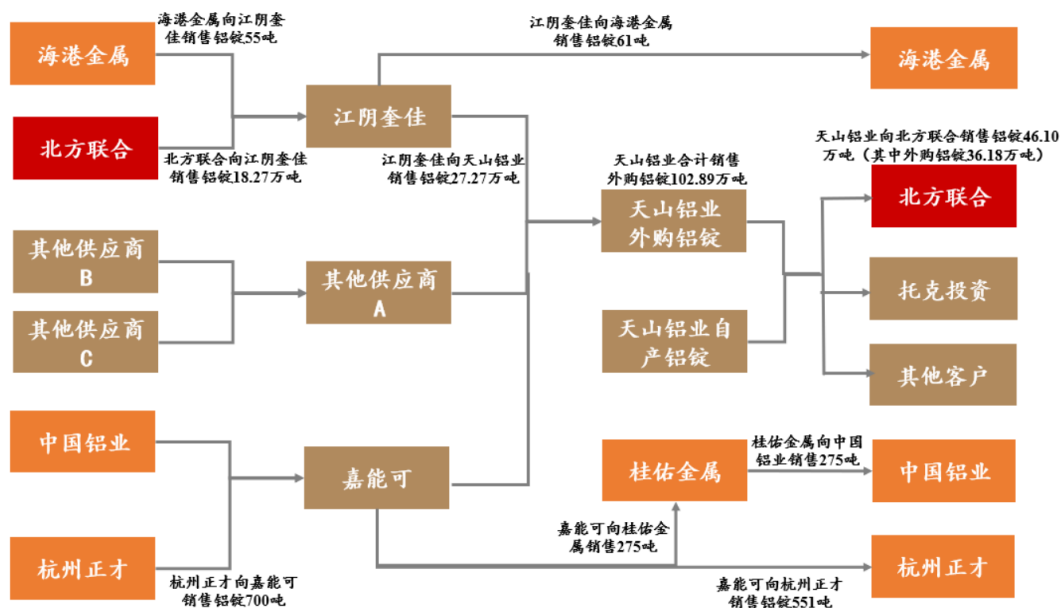 海港金属向江阴奎
佳销售铝锭55吨
江阴奎佳向海港金属
销售铝锭61吨
海港金属
海港金属
江阴奎佳
北方联合
北方联合向江阴奎佳
销售铝锭18.27万吨
江阴奎佳向天山铝业
销售铝锭27.27万吨
天山铝业合计销售
外购铝锭102.89万吨
天山铝业向北方联合销售铝锭46.10
万吨（其中外购铝锭36.18万吨）
北方联合
天山铝业
外购铝锭
其他供应商
B
其他供应商
A
托克投资
其他供应商
C
天山铝业自
产铝锭
其他客户
中国铝业
嘉能可
桂佑金属
桂佑金属向中国
铝业销售275吨
中国铝业
嘉能可向桂佑金
属销售275吨
杭州正才
杭州正才向嘉能可
销售铝锭700吨
嘉能可向杭州正才
销售铝锭551吨
杭州正才